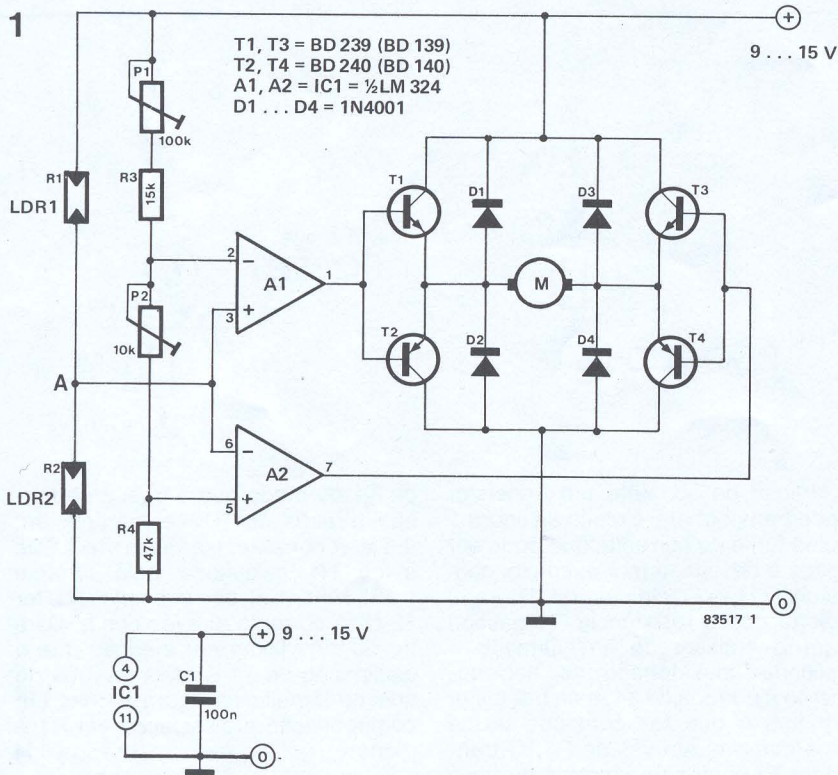 1
T1, T3 = BD 239 (BD 139)
T2, T4 = BD 240 (BD 140)
A1, A2 = IC1 = ½LM 324
D1 . . . D4 = 1N4001
+
9 . . . 15 V
P1
100k
R1
LDR1
R3
15k
T1
D1
D3
T3
2
−
A1
1
+
3
P2
10k
M
T2
D2
D4
T4
A
6
−
A2
7
+
5
R2
LDR2
R4
47k
0
83517 1
+
9 . . . 15 V
4
IC1
11
C1
100n
0